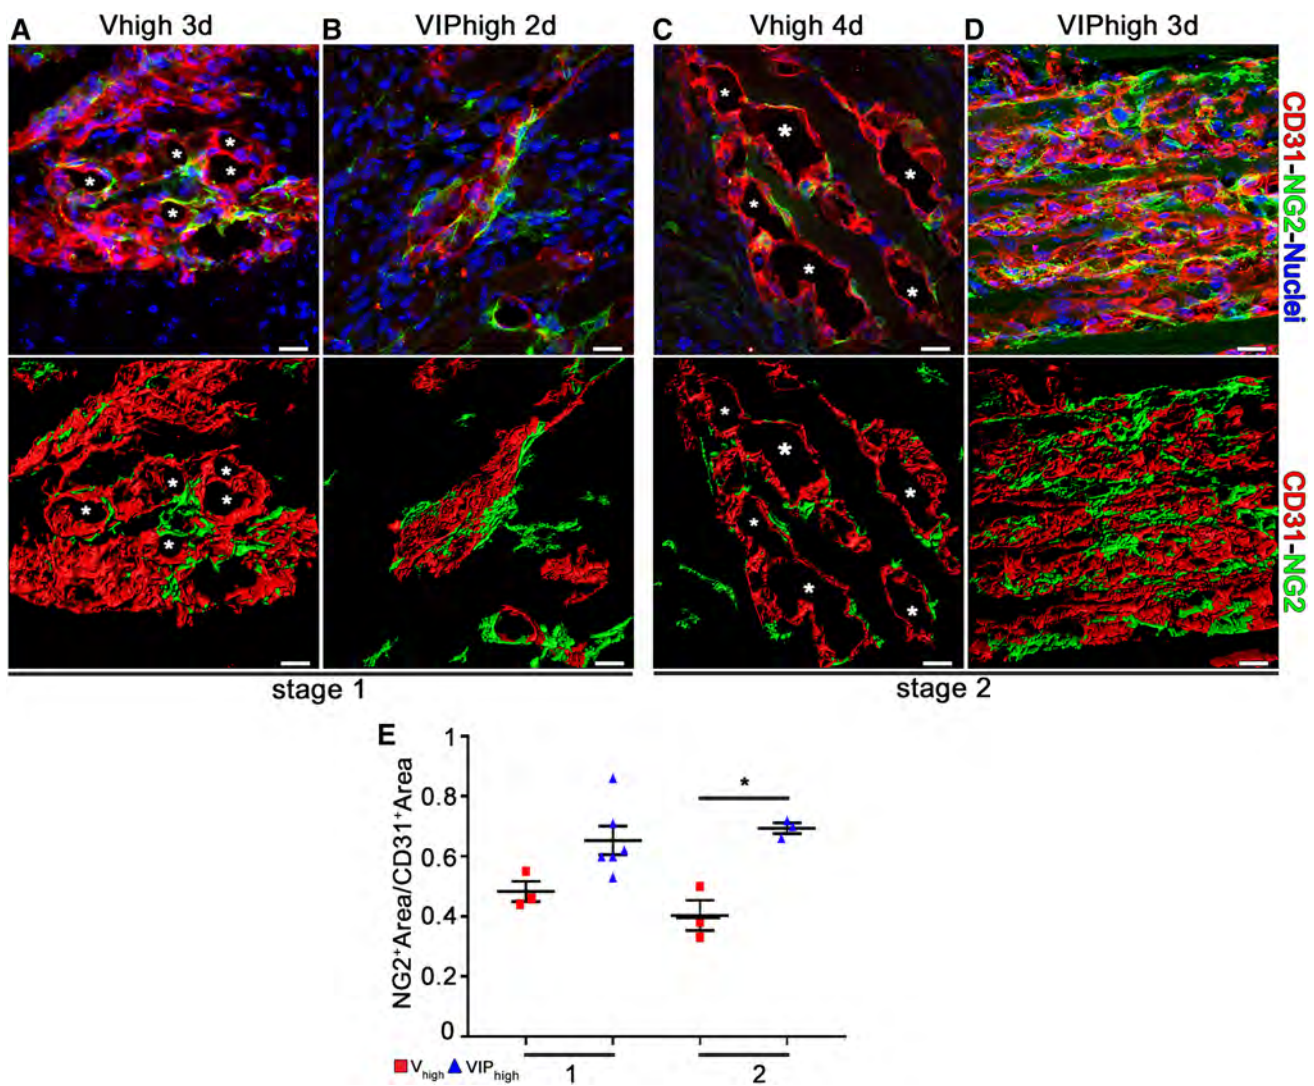 A Vhigh 3d B VIPhigh 2d C Vhigh 4d D VIPhigh 3d
CD31-NG2-Nuclei
* * * * *
* * * * * *
CD31-NG2
* * * * *
* * * * * *
stage 1 stage 2
E
NG2+Area/CD31+Area
1
0.8
0.6
0.4
0.2
0
*
1 2
Vhigh VIPhigh